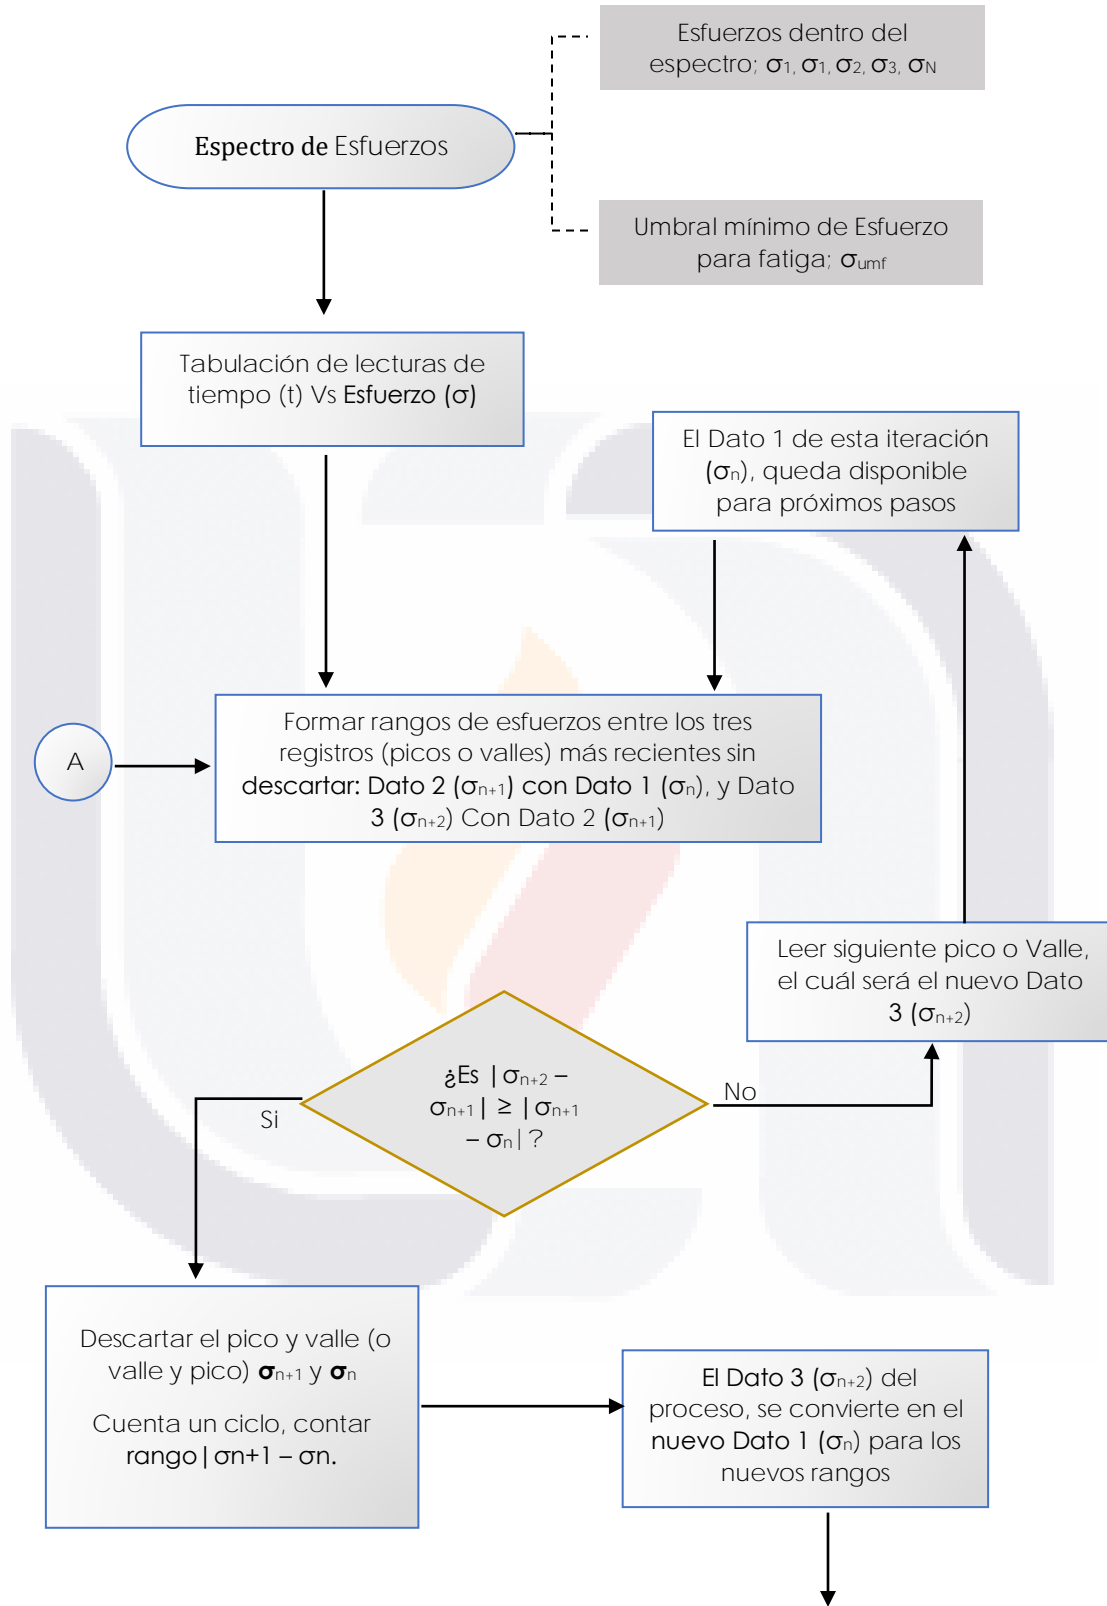 Esfuerzos dentro del
espectro; σ1, σ1, σ2, σ3, σN
Espectro de Esfuerzos
Umbral mínimo de Esfuerzo
para fatiga; σumf
Tabulación de lecturas de
tiempo (t) Vs Esfuerzo (σ)
El Dato 1 de esta iteración
(σn), queda disponible
para próximos pasos
A
Formar rangos de esfuerzos entre los tres
registros (picos o valles) más recientes sin
descartar: Dato 2 (σn+1) con Dato 1 (σn), y Dato
3 (σn+2) Con Dato 2 (σn+1)
Leer siguiente pico o Valle,
el cuál será el nuevo Dato
3 (σn+2)
¿Es |σn+2 –
σn+1| ≥ |σn+1
– σn|?
Si
No
Descartar el pico y valle (o
valle y pico) σn+1 y σn
Cuenta un ciclo, contar
rango|σn+1 – σn.
El Dato 3 (σn+2) del
proceso, se convierte en el
nuevo Dato 1 (σn) para los
nuevos rangos